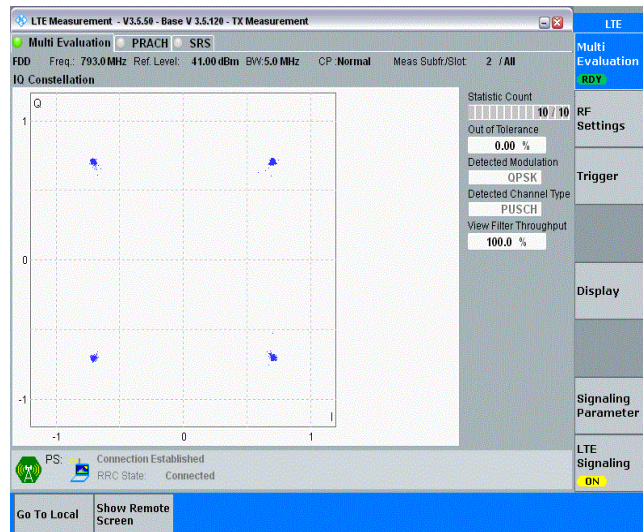 LTE Measurement - V3.5.50 - Base V 3.5.120 - TX Measurement
LTE
Multi Evaluation PRACH SRS
Multi
Evaluation
RDY
FDD Freq.: 793.0 MHz Ref. Level: 41.00 dBm BW: 5.0 MHz CP :Normal Meas Subfr./Slot: 2 / All
IQ Constellation
Q
1
0
-1
-1 0 1
I
Statistic Count
10 / 10
Out of Tolerance
0.00 %
Detected Modulation
QPSK
Detected Channel Type
PUSCH
View Filter Throughput
100.0 %
RF
Settings
Trigger
Display
Signaling
Parameter
LTE
Signaling
ON
PS: Connection Established
RRC State: Connected
Go To Local
Show Remote
Screen